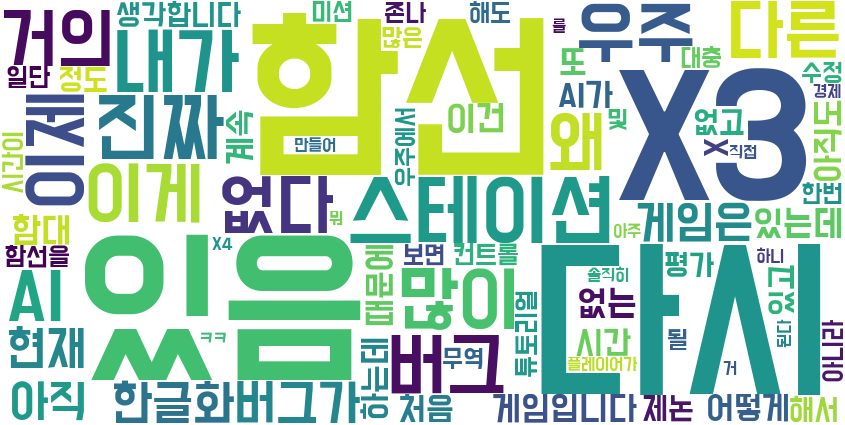 거의
생각합니다
미션
존나
해도
를
우주
다른
일단
정도
내가
함선
많은
또
대충
수정
AI가
X3
경제
이제
진짜
계속
이건
왜
및
없고
X
직접
아직도
시간이
만들어
우주에서
이게
없다
뭐
스테이션
게임은
있는데
한번
함대
아주
함선을
X4
있음
때문에
보면
컨트롤
다시
평가
하니
있고
AI
많이
솔직히
없는
튜토리얼
현재
ㅋㅋ
하는데
버그
무역
시간
될
된다
아니라
플레이어가
거
아직
한글화
버그가
처음
게임입니다
제논
어떻게
해서